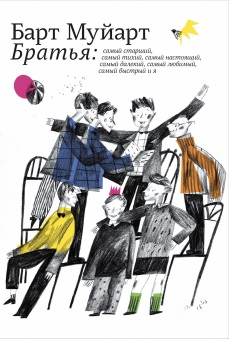 Барт Муйарт
Братья: самый старший,
самый тихий, самый настоящий,
самый далекий, самый любимый,
самый быстрый и я